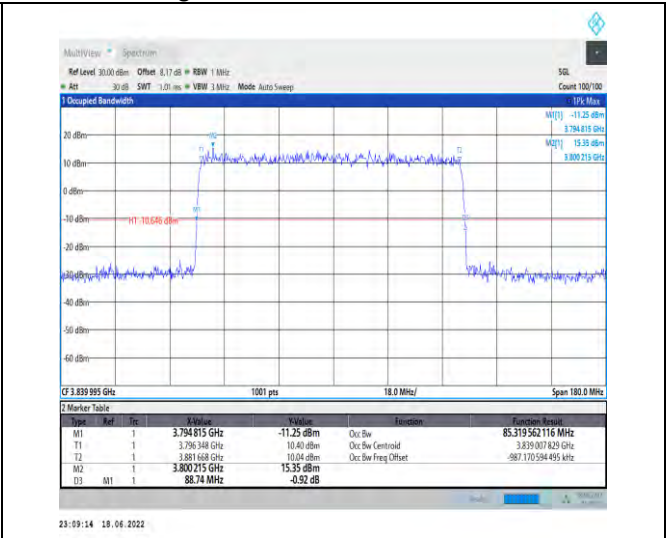 MultiView Spectrum
Ref Level 30.00 dBm Offset 8.17 dB RBW 1 MHz SGL
Att 30 dB SWT 1.01 ms VBW 3 MHz Mode Auto Sweep Count 100/100
1 Occupied Bandwidth 1Pk Max
M1[1] -11.25 dBm
3.794 815 GHz
M2[1] 15.35 dBm
3.800 215 GHz
20 dBm
M2
T1
T2
10 dBm
0 dBm
M1
-10 dBm
H1 -10.646 dBm
-20 dBm
-30 dBm
-40 dBm
-50 dBm
-60 dBm
CF 3.839 995 GHz 1001 pts 18.0 MHz/ Span 180.0 MHz
2 Marker Table
Type Ref Trc X-Value Y-Value Function Function Result
M1 1 3.794 815 GHz -11.25 dBm Occ Bw 85.319 562 116 MHz
T1 1 3.796 348 GHz 10.40 dBm Occ Bw Centroid 3.839 007 829 GHz
T2 1 3.881 668 GHz 10.04 dBm Occ Bw Freq Offset -987.170 594 495 kHz
M2 1 3.800 215 GHz 15.35 dBm
D3 M1 1 88.74 MHz -0.92 dB
23:09:14 18.06.2022